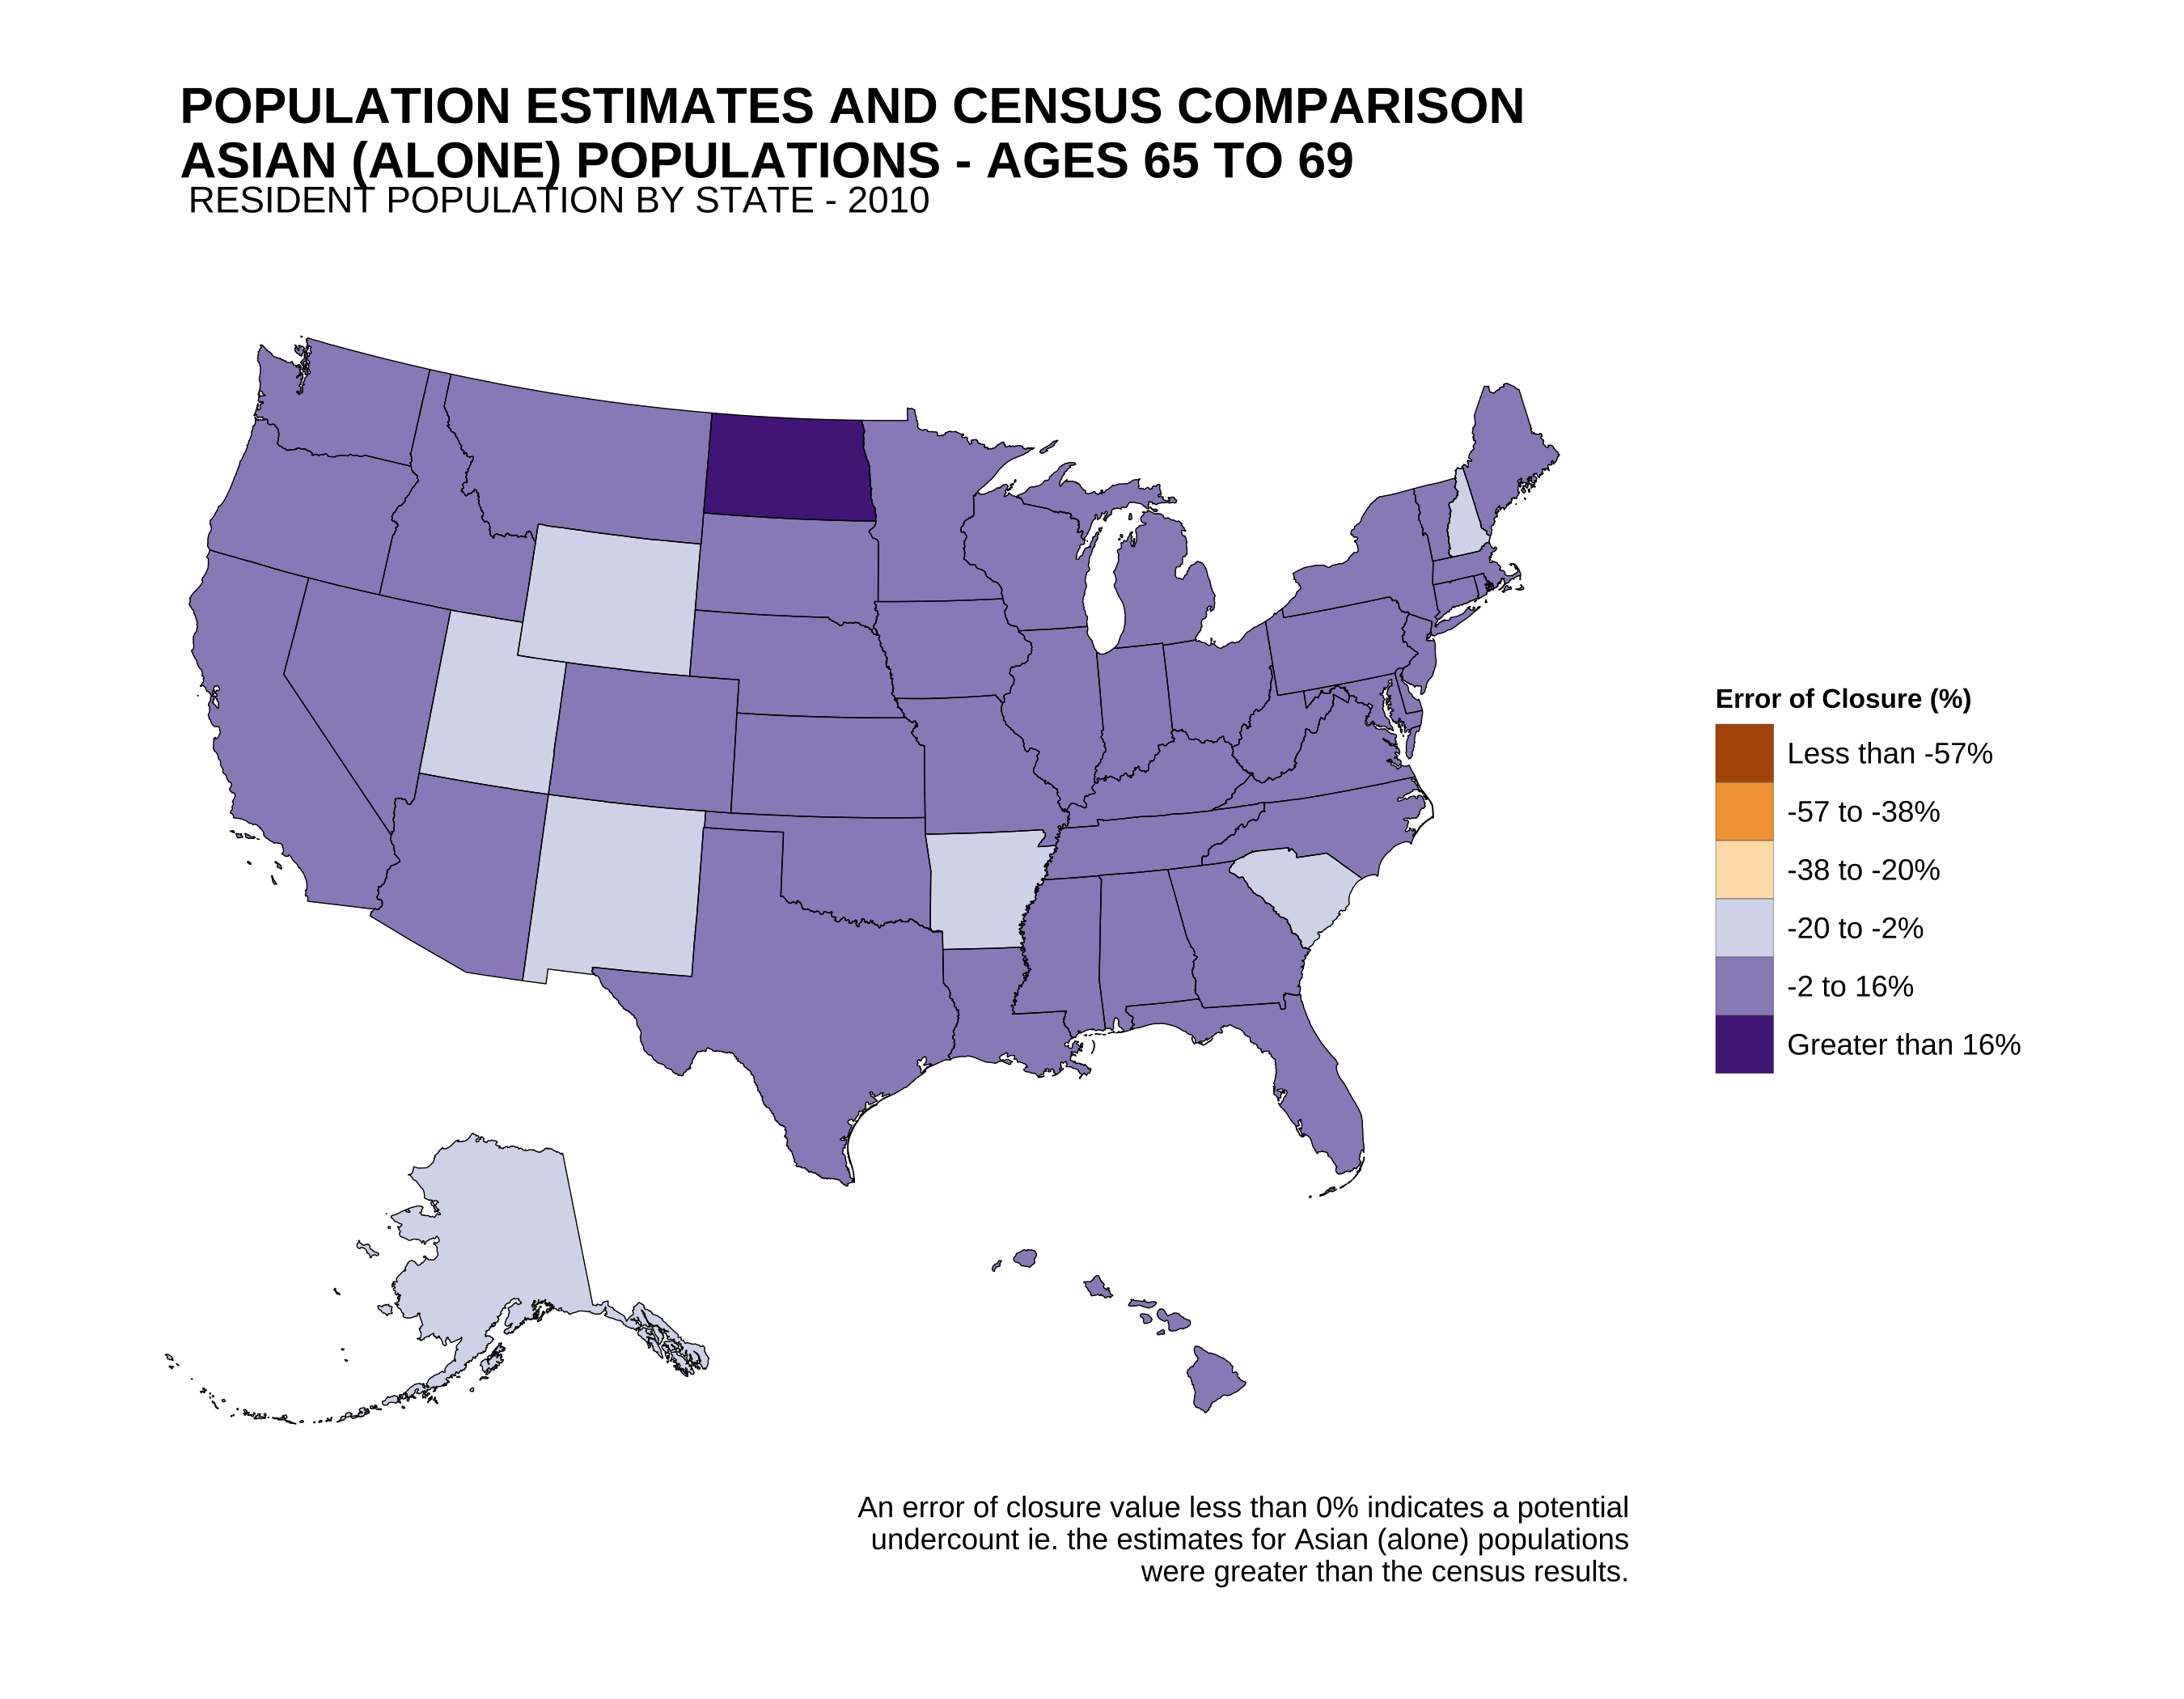 POPULATION ESTIMATES AND CENSUS COMPARISON
ASIAN (ALONE) POPULATIONS - AGES 65 TO 69
RESIDENT POPULATION BY STATE - 2010
Error of Closure (%)
Less than -57%
-57 to -38%
-38 to -20%
-20 to -2%
-2 to 16%
Greater than 16%
An error of closure value less than 0% indicates a potential
undercount ie. the estimates for Asian (alone) populations
were greater than the census results.